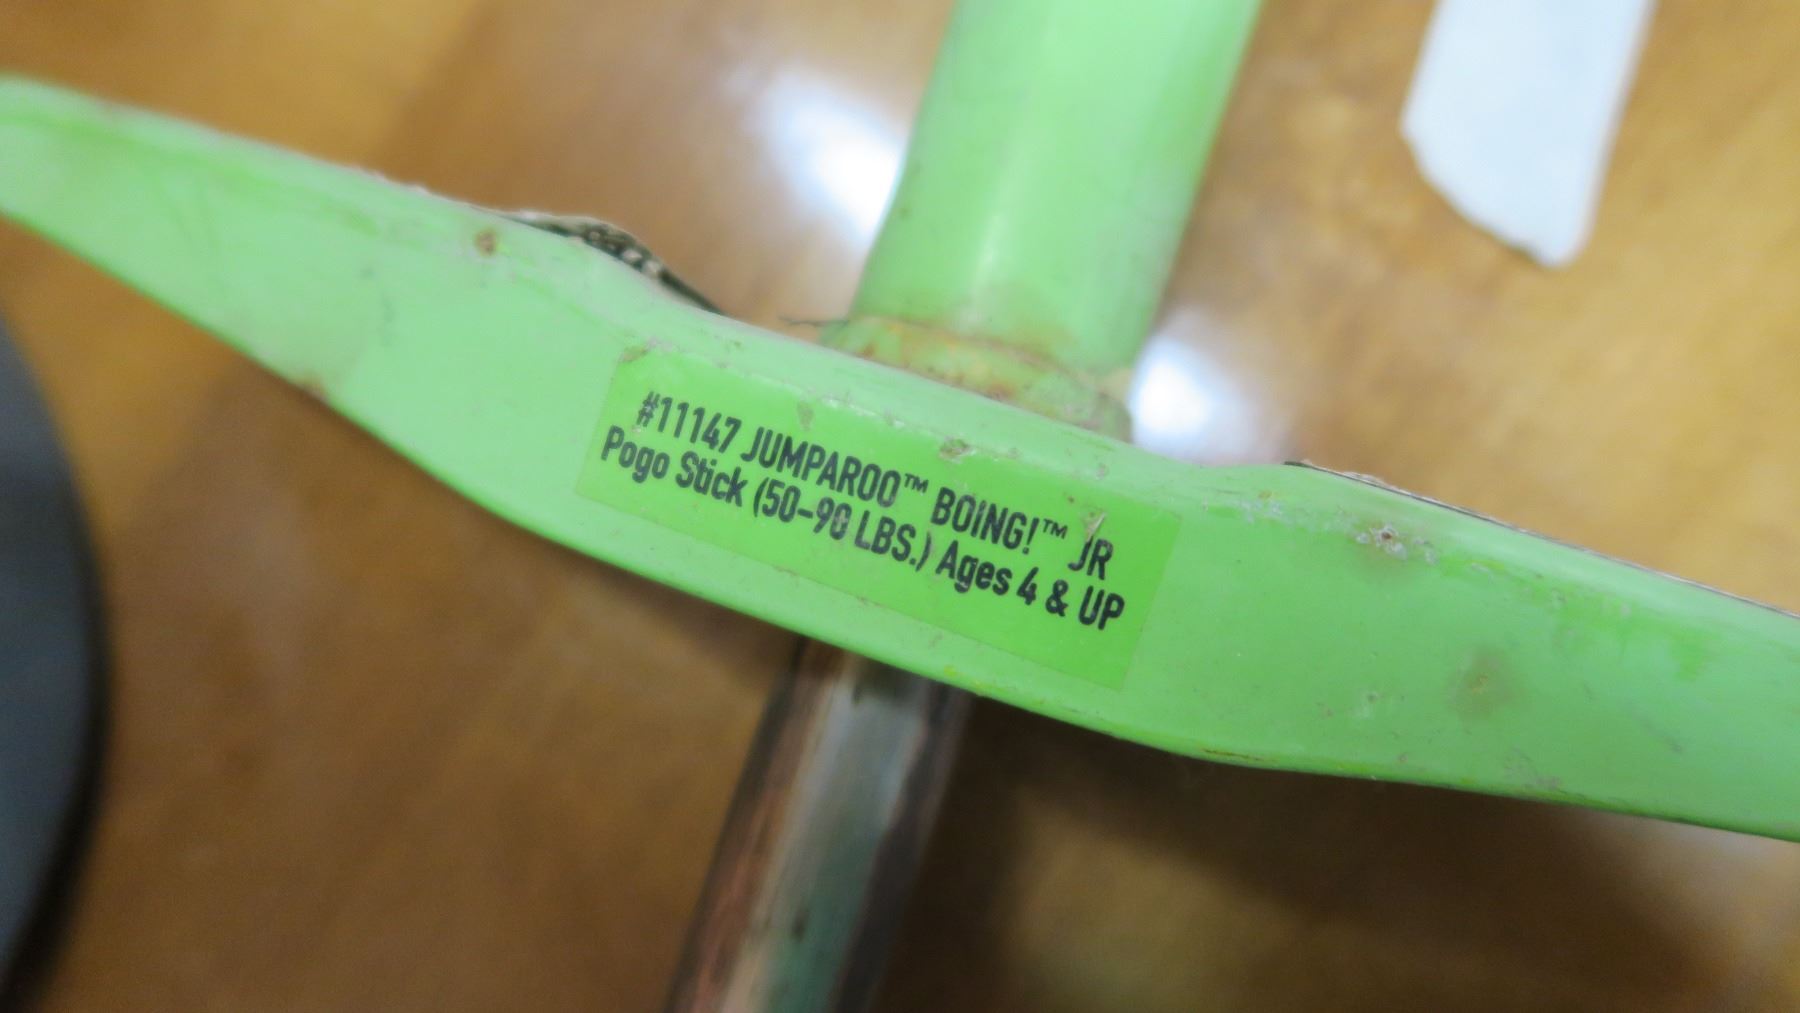 #11147 JUMPAROO™ BOING!™ JR
Pogo Stick (50-90 LBS.) Ages 4 & UP